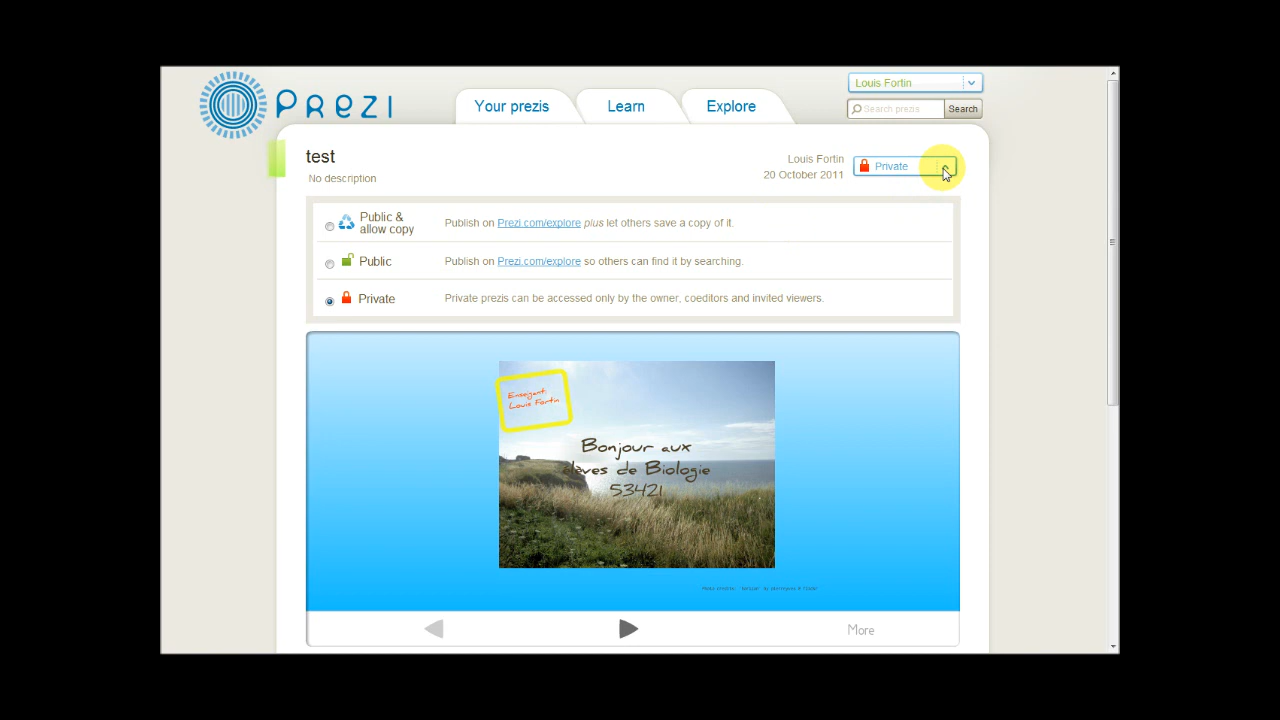 PREZI
Your prezis
Learn
Explore
Louis Fortin
Search prezis
Search
test
No description
Louis Fortin
20 October 2011
Private
Public &
allow copy
Publish on Prezi.com/explore plus let others save a copy of it.
Public
Publish on Prezi.com/explore so others can find it by searching.
Private
Private prezis can be accessed only by the owner, coeditors and invited viewers.
Louis Fortin
Bonjour aux
élèves de Biologie
53421
More